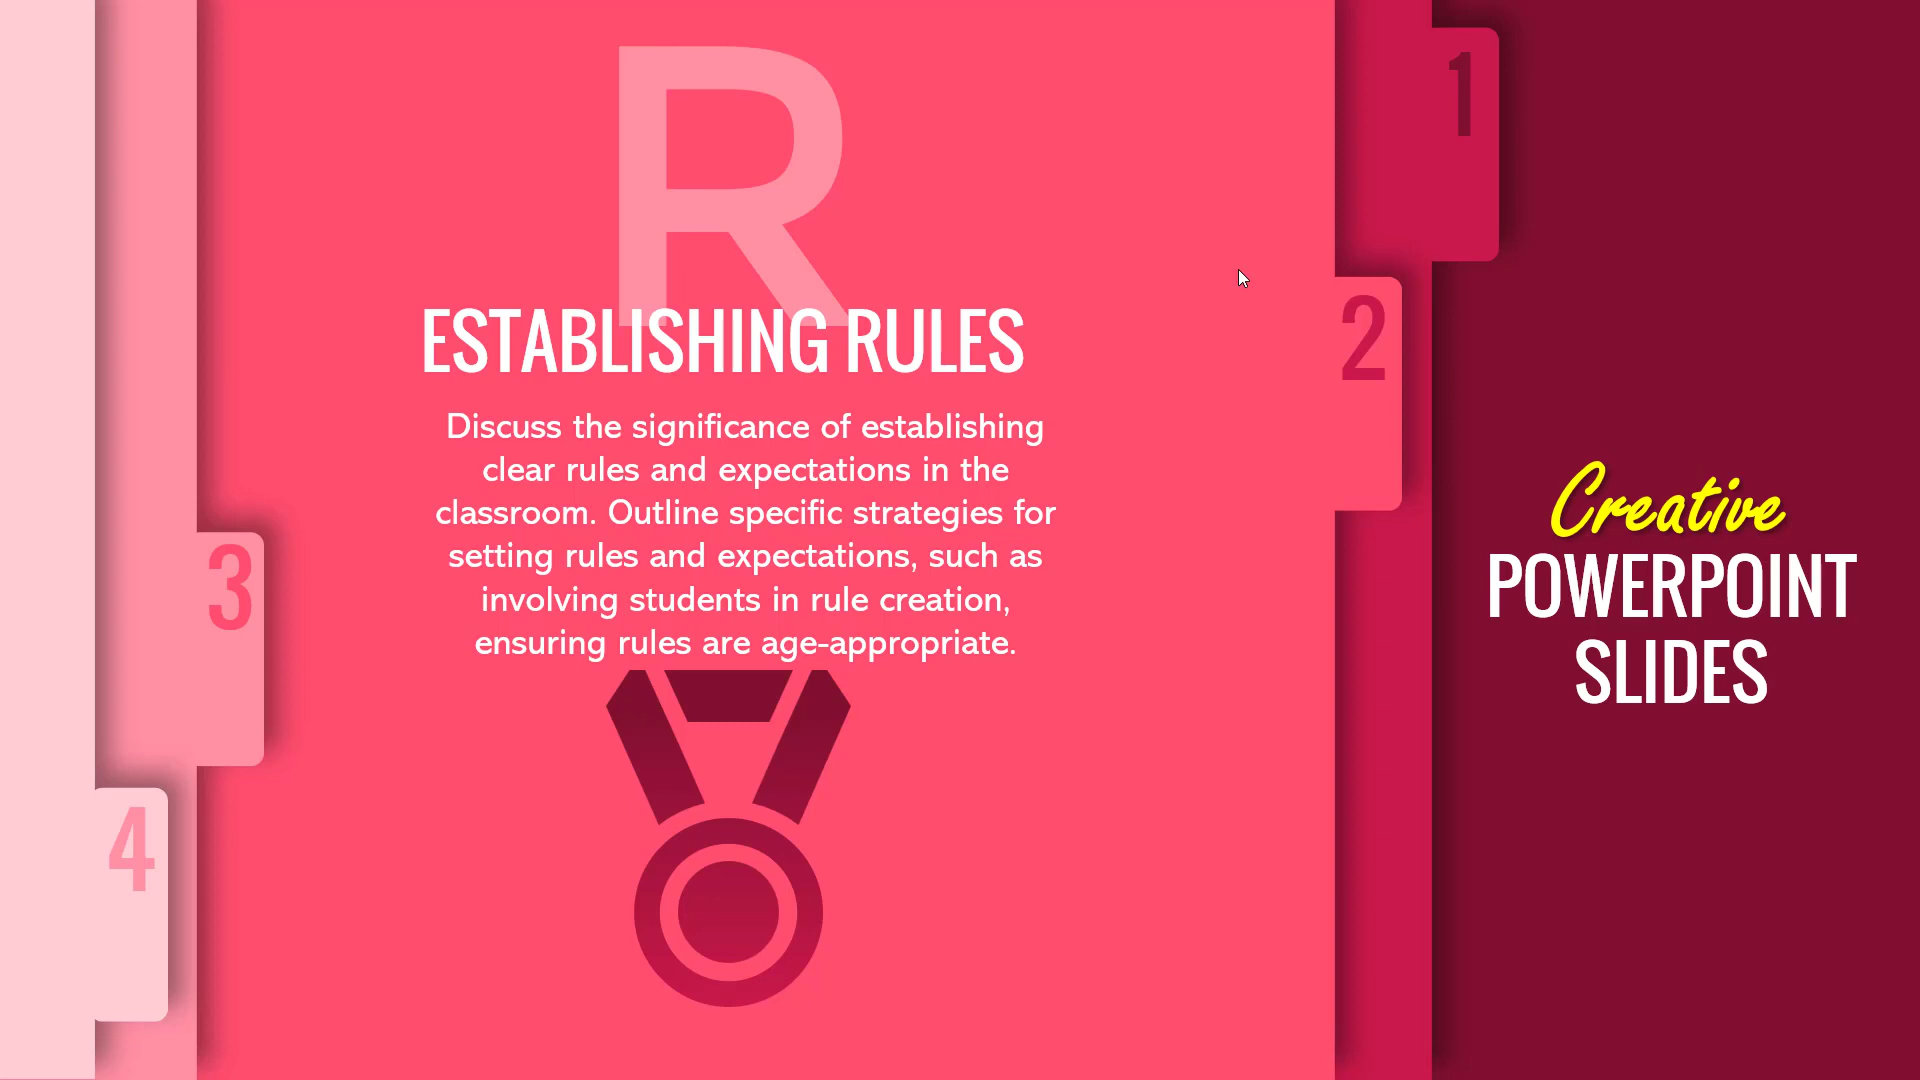 R
ESTABLISHING RULES
Discuss the significance of establishing
clear rules and expectations in the
classroom. Outline specific strategies for
setting rules and expectations, such as
involving students in rule creation,
ensuring rules are age-appropriate.
1
2
3
4
Creative
POWERPOINT
SLIDES